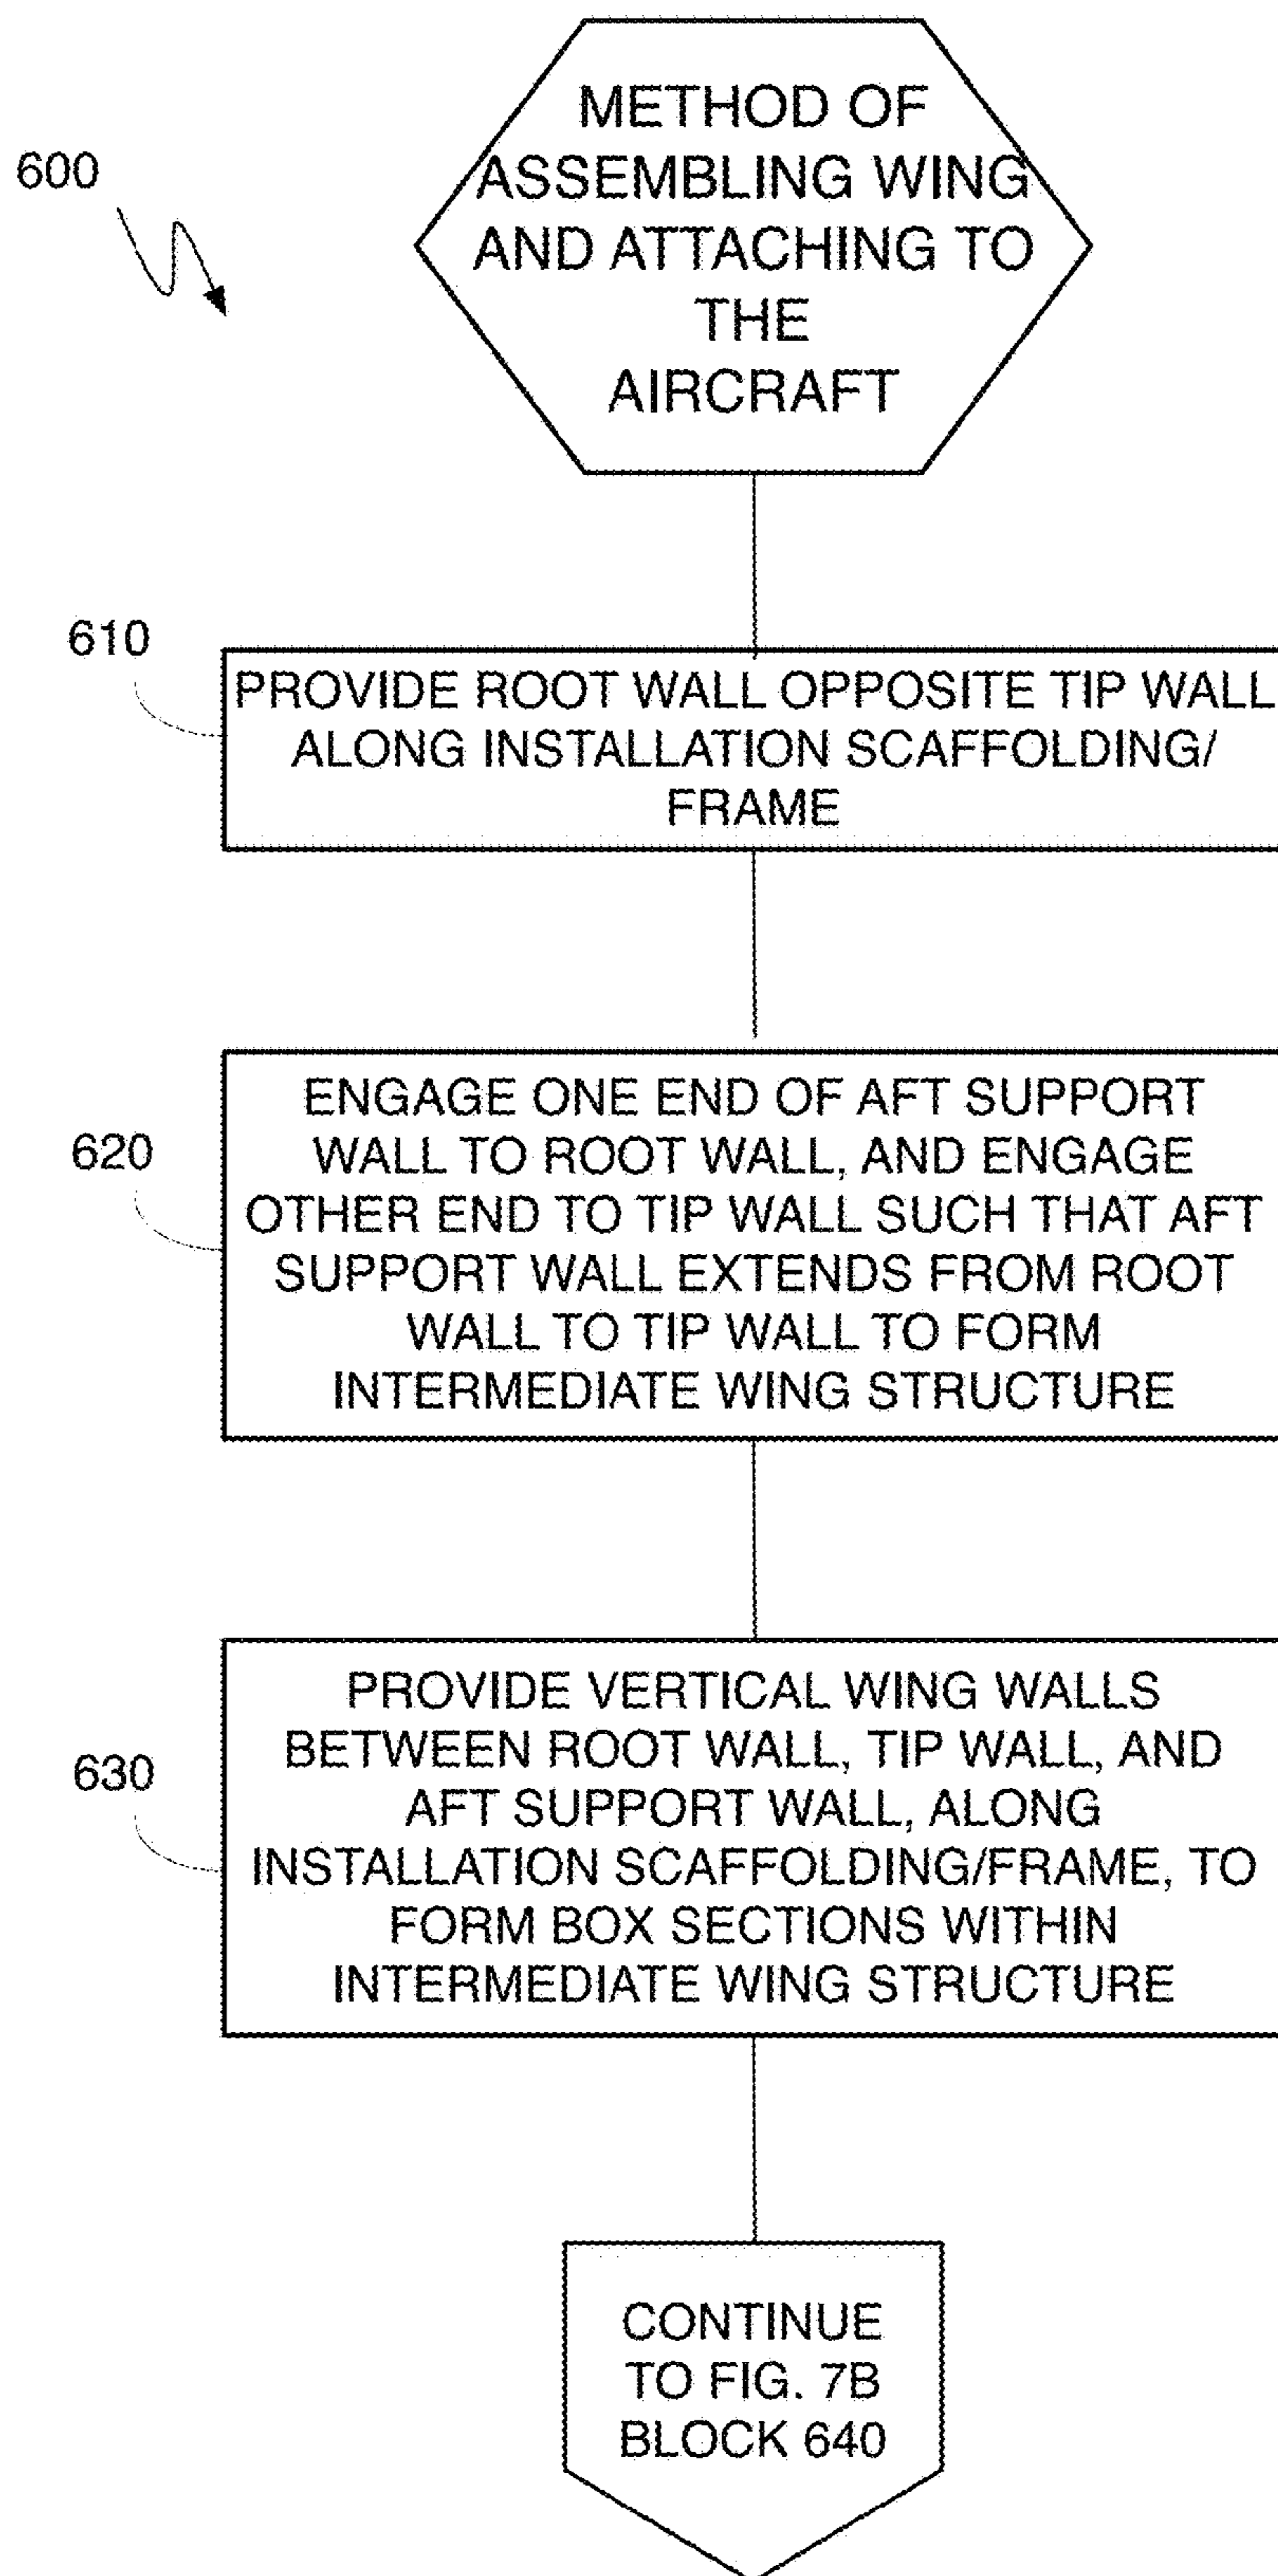 600
METHOD OF
ASSEMBLING WING
AND ATTACHING TO
THE
AIRCRAFT
610
PROVIDE ROOT WALL OPPOSITE TIP WALL
ALONG INSTALLATION SCAFFOLDING/
FRAME
620
ENGAGE ONE END OF AFT SUPPORT
WALL TO ROOT WALL, AND ENGAGE
OTHER END TO TIP WALL SUCH THAT AFT
SUPPORT WALL EXTENDS FROM ROOT
WALL TO TIP WALL TO FORM
INTERMEDIATE WING STRUCTURE
630
PROVIDE VERTICAL WING WALLS
BETWEEN ROOT WALL, TIP WALL, AND
AFT SUPPORT WALL, ALONG
INSTALLATION SCAFFOLDING/FRAME, TO
FORM BOX SECTIONS WITHIN
INTERMEDIATE WING STRUCTURE
CONTINUE
TO FIG. 7B
BLOCK 640